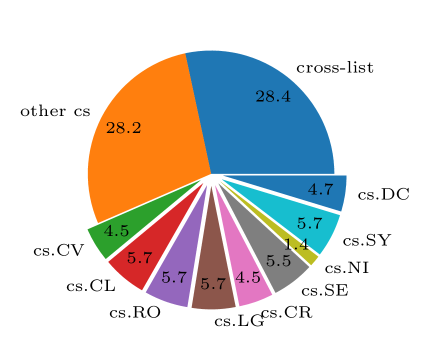 cross-list
28.4
other cs
28.2
cs.CV
4.5
cs.CL
5.7
cs.RO
5.7
cs.LG
5.7
cs.CR
4.5
cs.SE
5.5
cs.NI
1.4
cs.SY
5.7
cs.DC
4.7